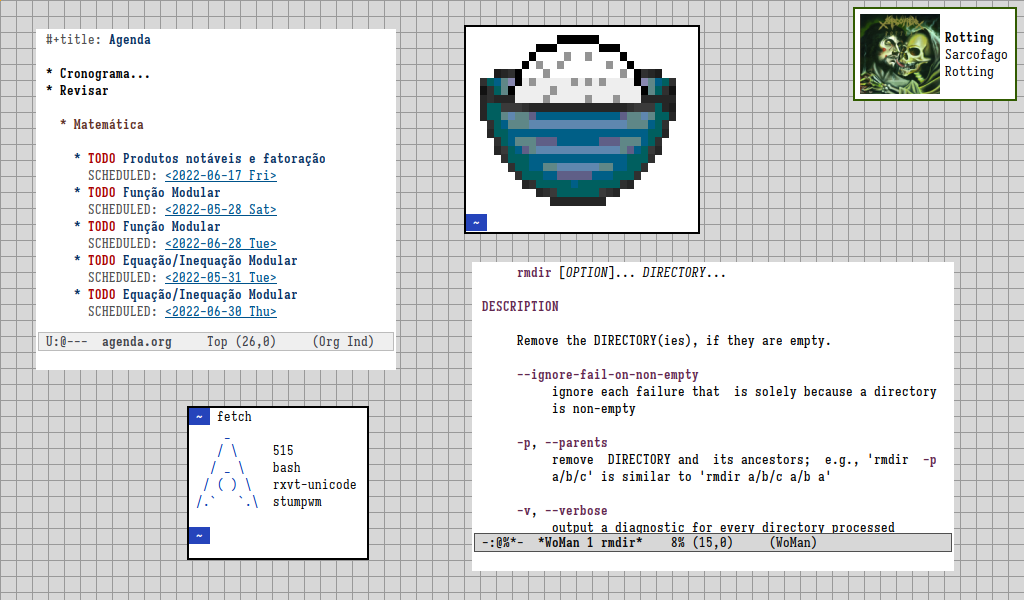 #+title: Agenda
* Cronograma...
* Revisar
* Matemática
* TODO Produtos notáveis e fatoração
SCHEDULED: <2022-06-17 Fri>
* TODO Função Modular
SCHEDULED: <2022-05-28 Sat>
* TODO Função Modular
SCHEDULED: <2022-06-28 Tue>
* TODO Equação/Inequação Modular
SCHEDULED: <2022-05-31 Tue>
* TODO Equação/Inequação Modular
SCHEDULED: <2022-06-30 Thu>
U:@--- agenda.org Top (26,0) (Org Ind)
~
Rotting
Sarcofago
Rotting
rmdir [OPTION]... DIRECTORY...
DESCRIPTION
Remove the DIRECTORY(ies), if they are empty.
--ignore-fail-on-non-empty
ignore each failure that is solely because a directory
is non-empty
-p, --parents
remove DIRECTORY and its ancestors; e.g., 'rmdir -p
a/b/c' is similar to 'rmdir a/b/c a/b a'
-v, --verbose
output a diagnostic for every directory processed
-:@%*- *WoMan 1 rmdir* 8% (15,0) (WoMan)
~ fetch
515
bash
rxvt-unicode
stumpwm
~